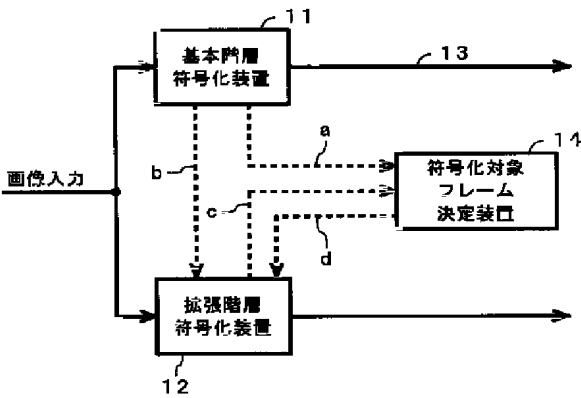 11
基本階層
符号化装置
13
a
14
符号化対象
フレーム
決定装置
b
画像入力
c
d
拡張階層
符号化装置
12